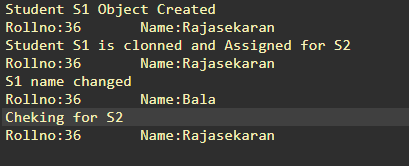 Student S1 Object Created
Rollno:36 Name:Rajasekaran
Student S1 is clonned and Assigned for S2
Rollno:36 Name:Rajasekaran
S1 name changed
Rollno:36 Name:Bala
Cheking for S2
Rollno:36 Name:Rajasekaran